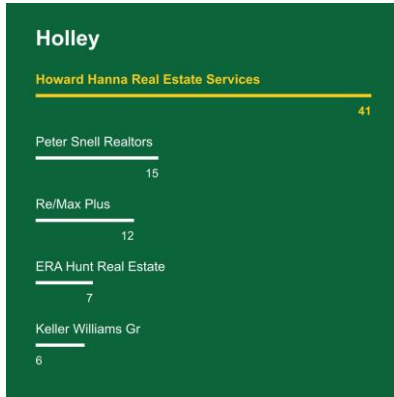 Holley
Howard Hanna Real Estate Services
41
Peter Snell Realtors
15
Re/Max Plus
12
ERA Hunt Real Estate
7
Keller Williams Gr
6